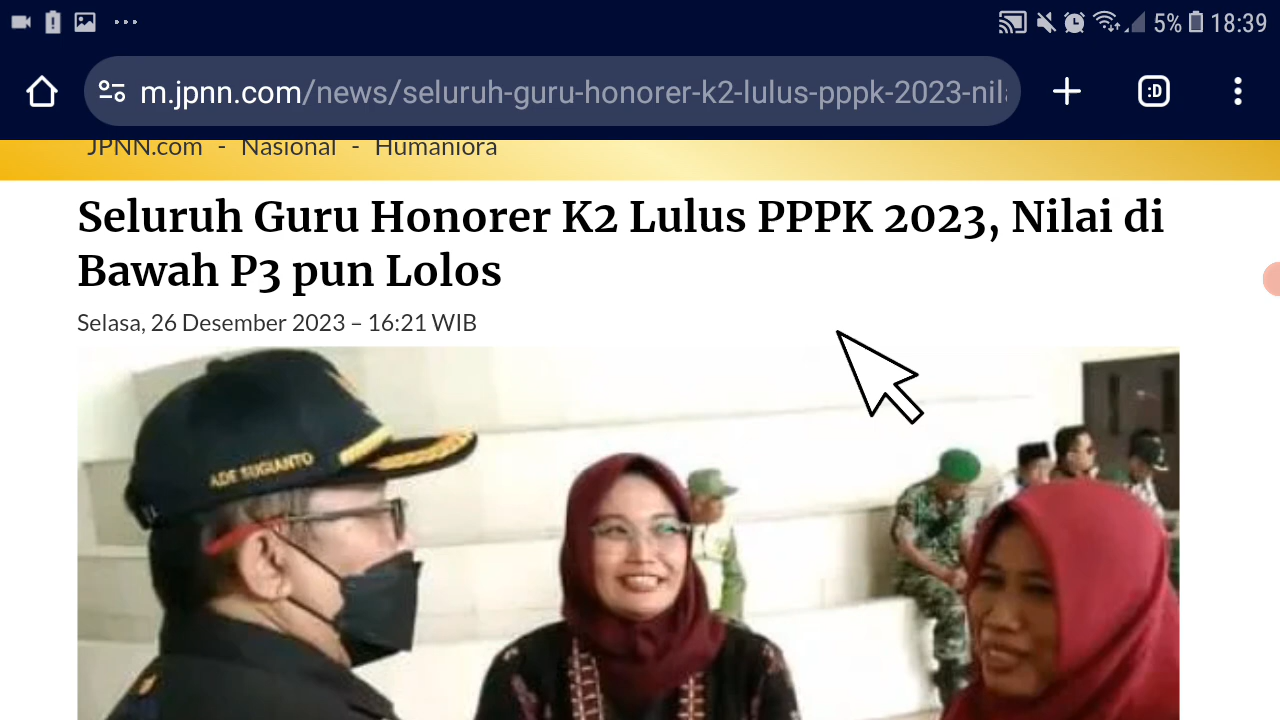 5% 18:39
m.jpnn.com/news/seluruh-guru-honorer-k2-lulus-pppk-2023-nil
:D
JPNN.com - Nasional - Humaniora
Seluruh Guru Honorer K2 Lulus PPPK 2023, Nilai di
Bawah P3 pun Lolos
Selasa, 26 Desember 2023 – 16:21 WIB
ADE SUGIANTO